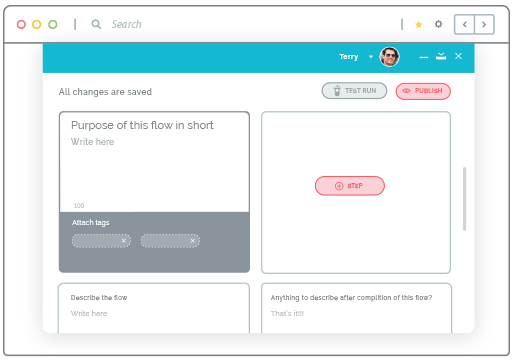 Search
Terry
All changes are saved
TEST RUN
PUBLISH
Purpose of this flow in short
Write here
100
Attach tags
STEP
Describe the flow
Write here
Anything to describe after complition of this flow?
That's it!!!